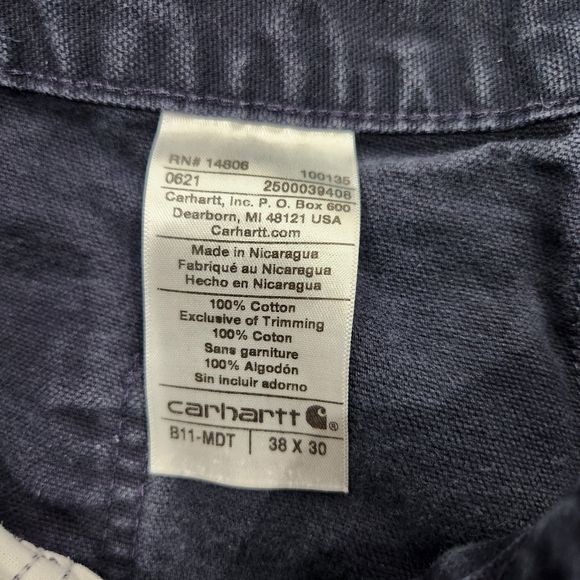 RN# 14806 100135
0621 2500039408
Carhartt, Inc. P. O. Box 600
Dearborn, MI 48121 USA
Carhartt.com
Made in Nicaragua
Fabriqué au Nicaragua
Hecho en Nicaragua
100% Cotton
Exclusive of Trimming
100% Coton
Sans garniture
100% Algodón
Sin incluir adorno
carhartt ®
B11-MDT | 38 X 30